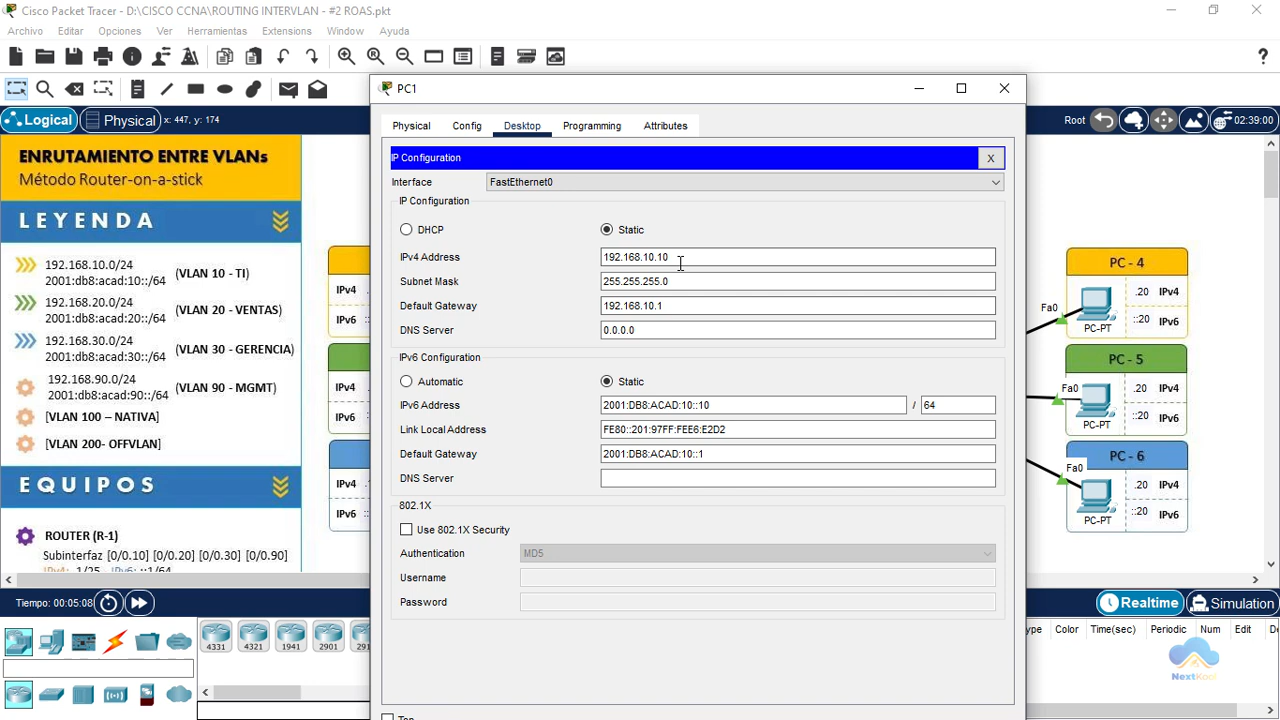 Cisco Packet Tracer - D:\CISCO CCNA\ROUTING INTERVLAN - #2 ROAS.pkt
Archivo Editar Opciones Ver Herramientas Extensions Window Ayuda
Logical Physical x: 447, y: 174
Root 02:39:00
ENRUTAMIENTO ENTRE VLANs
Método Router-on-a-stick
LEYENDA
192.168.10.0/24
2001:db8:acad:10::/64
(VLAN 10 - TI)
192.168.20.0/24
2001:db8:acad:20::/64
(VLAN 20 - VENTAS)
192.168.30.0/24
2001:db8:acad:30::/64
(VLAN 30 - GERENCIA)
192.168.90.0/24
2001:db8:acad:90::/64
(VLAN 90 - MGMT)
[VLAN 100 – NATIVA]
[VLAN 200- OFFVLAN]
EQUIPOS
ROUTER (R-1)
Subinterfaz [0/0.10] [0/0.20] [0/0.30] [0/0.90]
IPv4
IPv6
IPv4
IPv6
IPv4
IPv6
PC1
Physical Config Desktop Programming Attributes
IP Configuration
X
Interface FastEthernet0
IP Configuration
DHCP Static
IPv4 Address 192.168.10.10
Subnet Mask 255.255.255.0
Default Gateway 192.168.10.1
DNS Server 0.0.0.0
IPv6 Configuration
Automatic Static
IPv6 Address 2001:DB8:ACAD:10::10 / 64
Link Local Address FE80::201:97FF:FEE6:E2D2
Default Gateway 2001:DB8:ACAD:10::1
DNS Server
802.1X
Use 802.1X Security
Authentication MD5
Username
Password
PC - 4
Fa0
.20 IPv4
::20 IPv6
PC-PT
PC - 5
Fa0
.20 IPv4
::20 IPv6
PC-PT
PC - 6
Fa0
.20 IPv4
::20 IPv6
PC-PT
Tiempo: 00:05:08
Realtime Simulation
4331 4321 1941 2901
Color Time(sec) Periodic Num Edit
NextKool